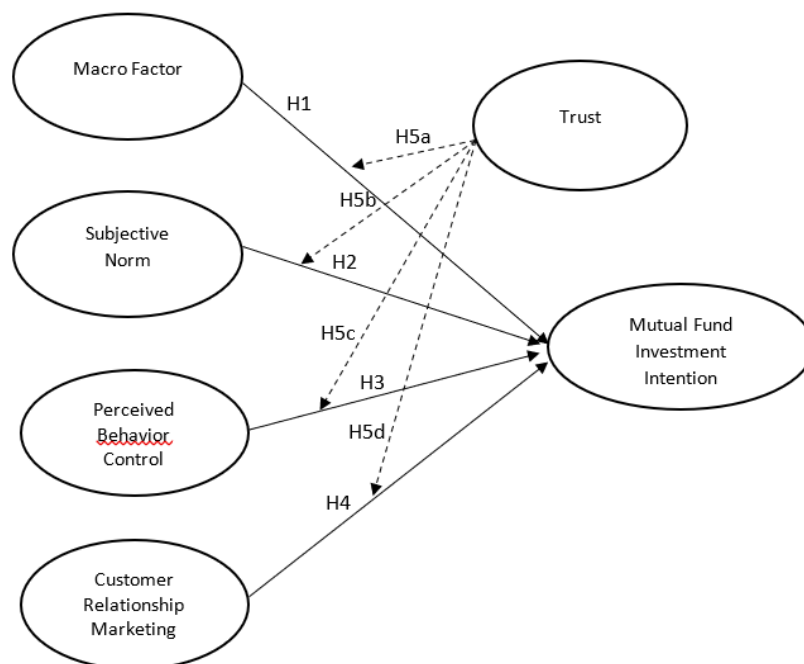 Macro Factor
H1
Trust
H5a
H5b
Subjective
Norm
H2
H5c
Mutual Fund
Investment
Intention
H3
Perceived
Behavior
Control
H5d
H4
Customer
Relationship
Marketing